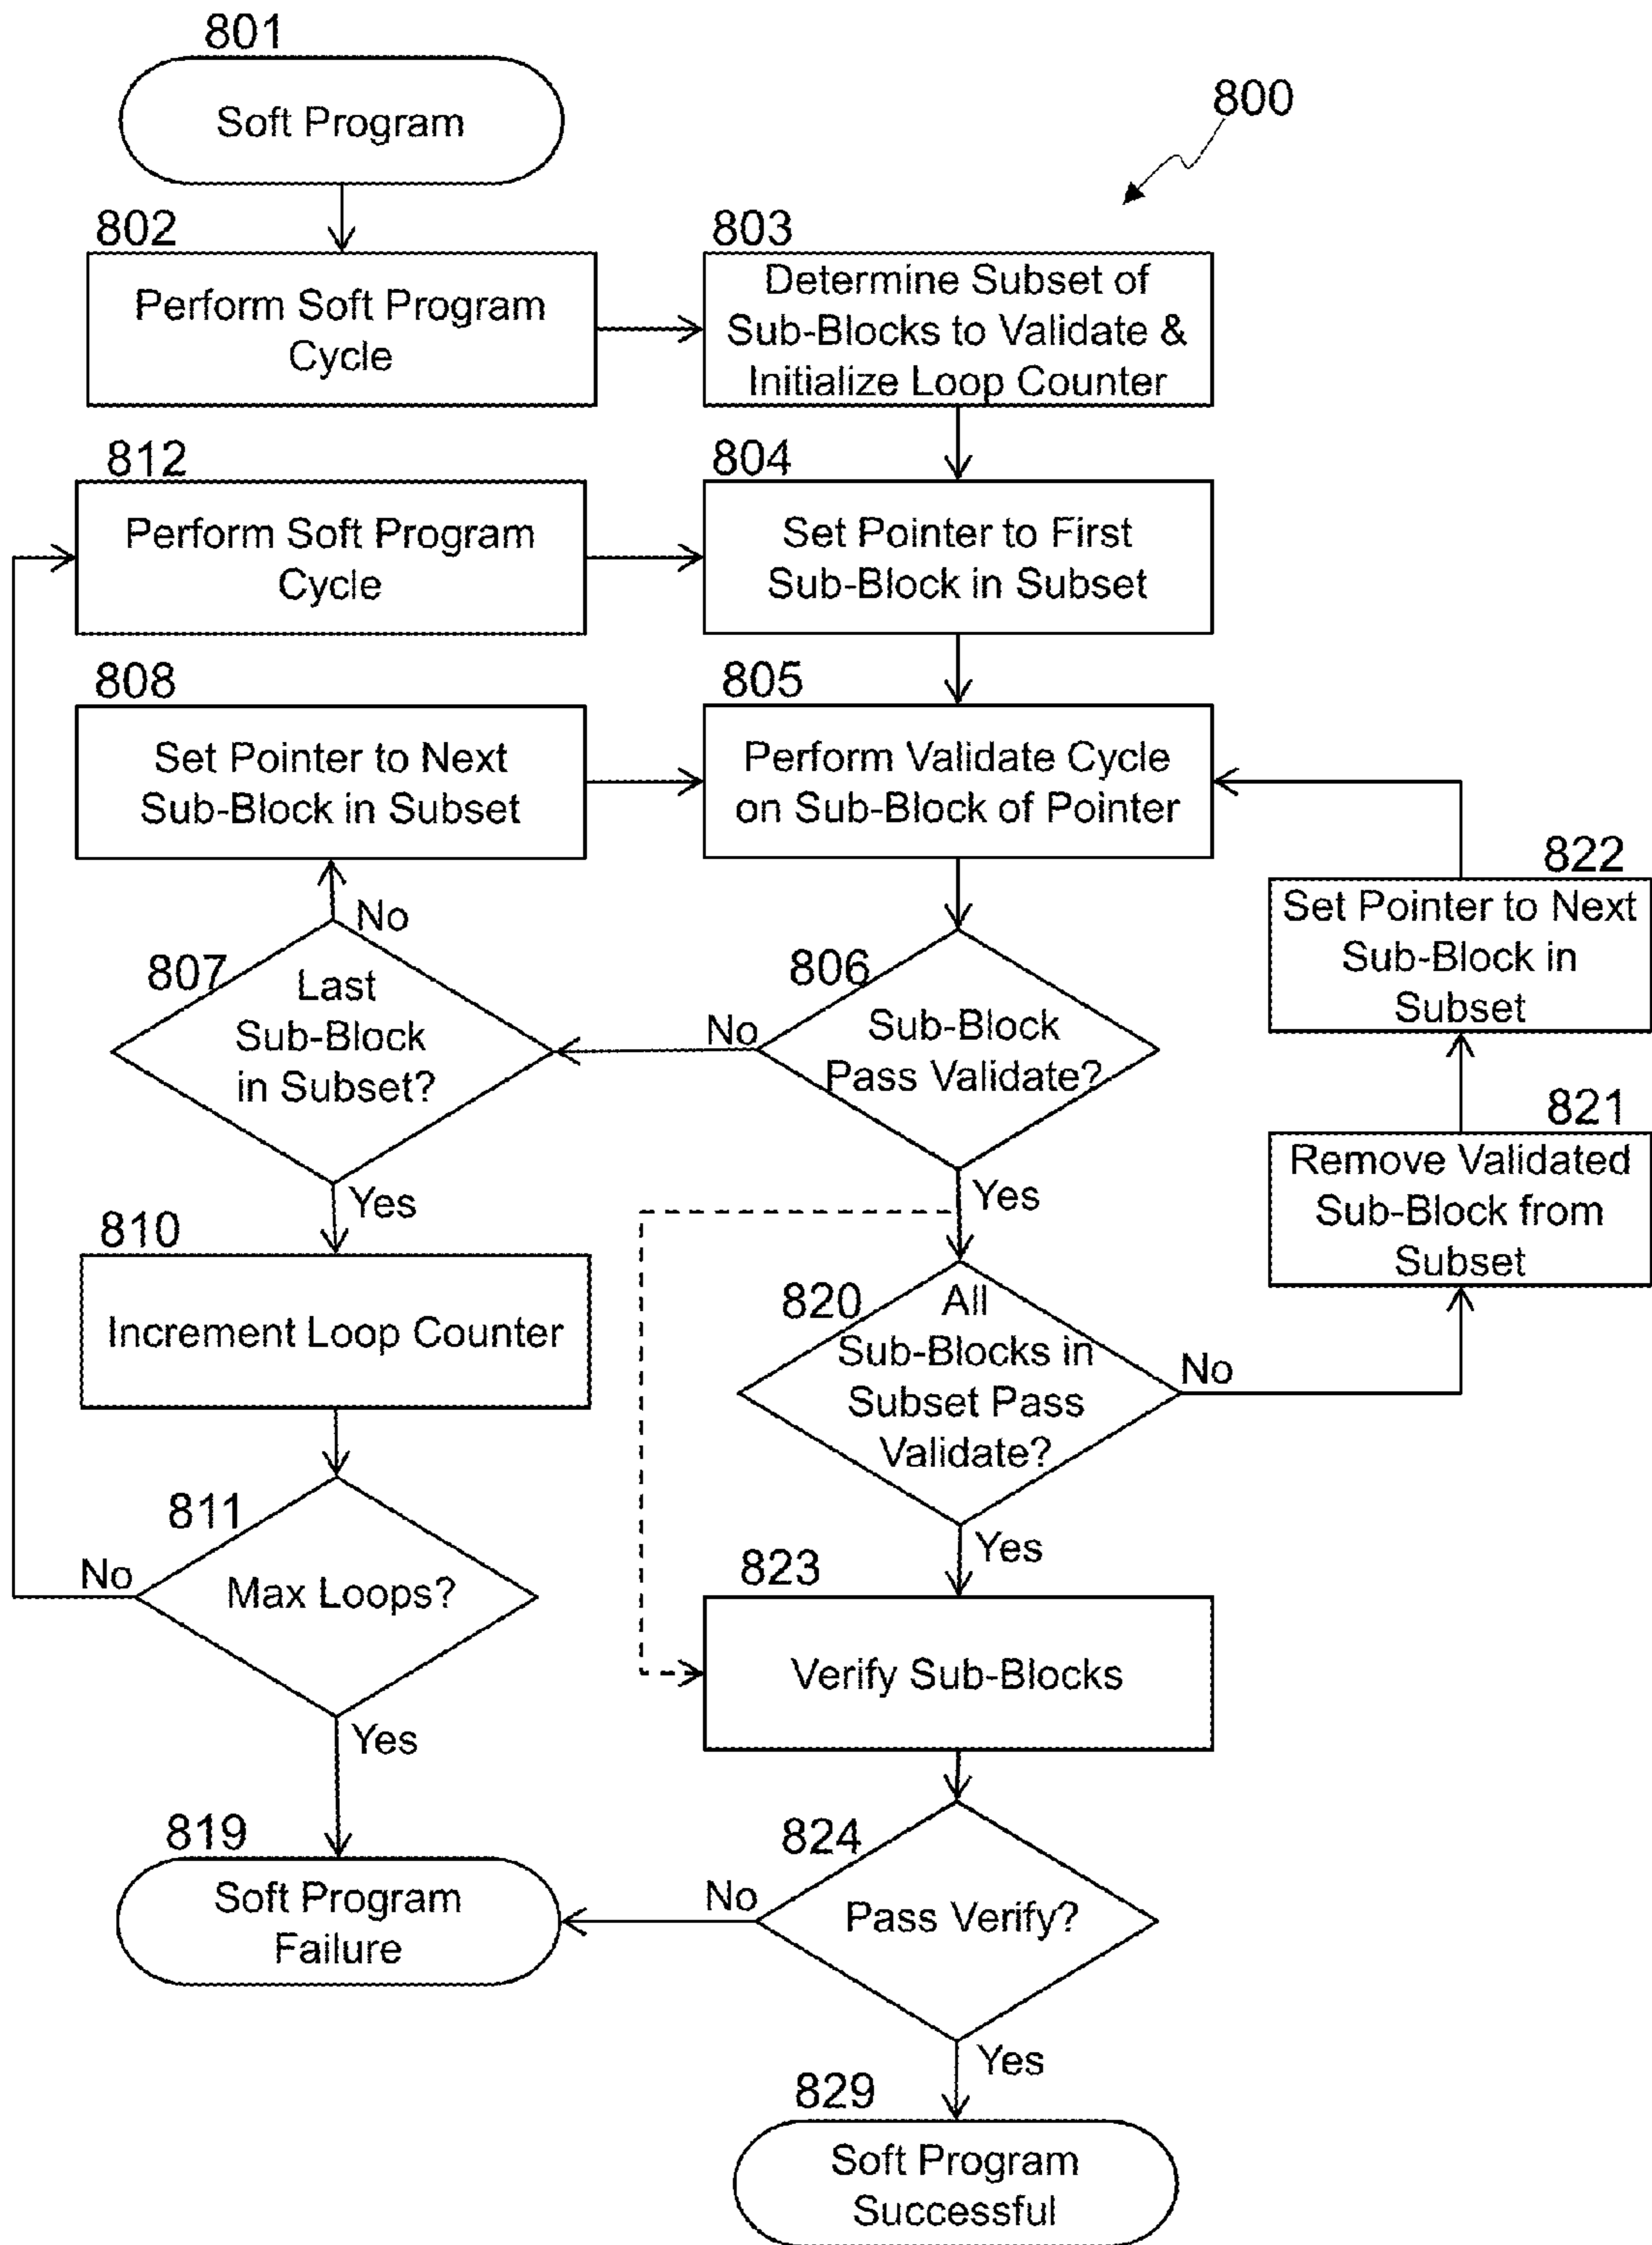 801
Soft Program
800
802
Perform Soft Program
Cycle
803
Determine Subset of
Sub-Blocks to Validate &
Initialize Loop Counter
812
Perform Soft Program
Cycle
804
Set Pointer to First
Sub-Block in Subset
808
Set Pointer to Next
Sub-Block in Subset
805
Perform Validate Cycle
on Sub-Block of Pointer
822
Set Pointer to Next
Sub-Block in
Subset
No
807
Last
Sub-Block
in Subset?
No
806
Sub-Block
Pass Validate?
821
Remove Validated
Sub-Block from
Subset
Yes
Yes
810
Increment Loop Counter
820
All
Sub-Blocks in
Subset Pass
Validate?
No
811
Max Loops?
No
Yes
Yes
823
Verify Sub-Blocks
819
Soft Program
Failure
824
Pass Verify?
No
Yes
829
Soft Program
Successful